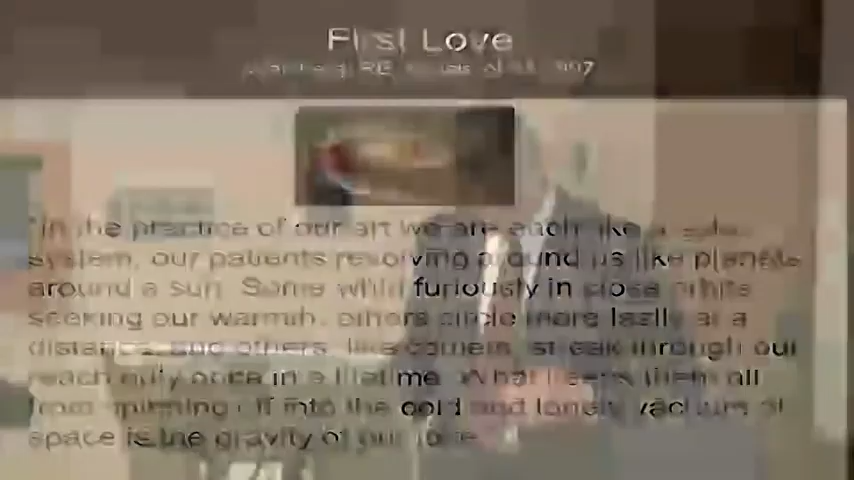 First Love
"In the practice of our art we are each like a solar
system, our patients revolving around us like planets
around a sun. Some whirl furiously in close orbits
seeking our warmth, others circle more lazily at a
distance, and others, like comets, streak through our
reach only once in a lifetime. What keeps them all
from spinning off into the cold and lonely vacuum of
space is the gravity of our